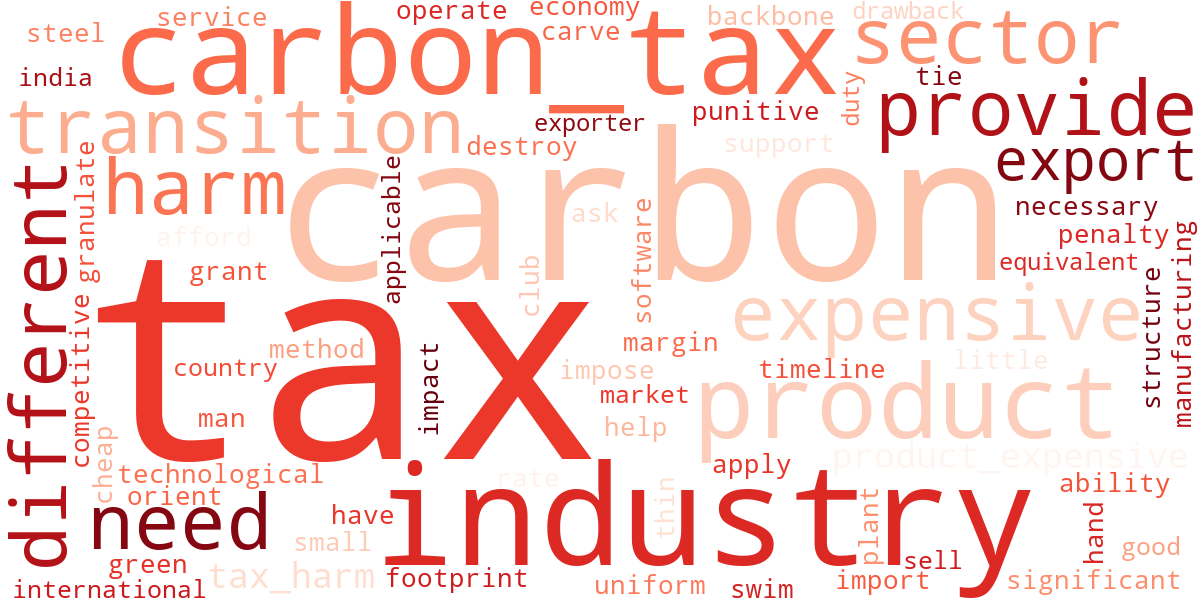 service
operate
economy
backbone
drawback
steel
carbon_tax
carve
sector
india
tie
duty
provide
transition
exporter
punitive
destroy
support
export
different
granulate
harm
applicable
carbon
ask
software
necessary
afford
penalty
grant
club
equivalent
manufacturing
tax
expensive
structure
competitive
method
margin
country
impact
impose
timeline
little
product
market
man
help
cheap
technological
industry
rate
apply
product_expensive
orient
thin
plant
ability
need
have
small
hand
good
green
tax_harm
footprint
sell
international
uniform
swim
import
significant